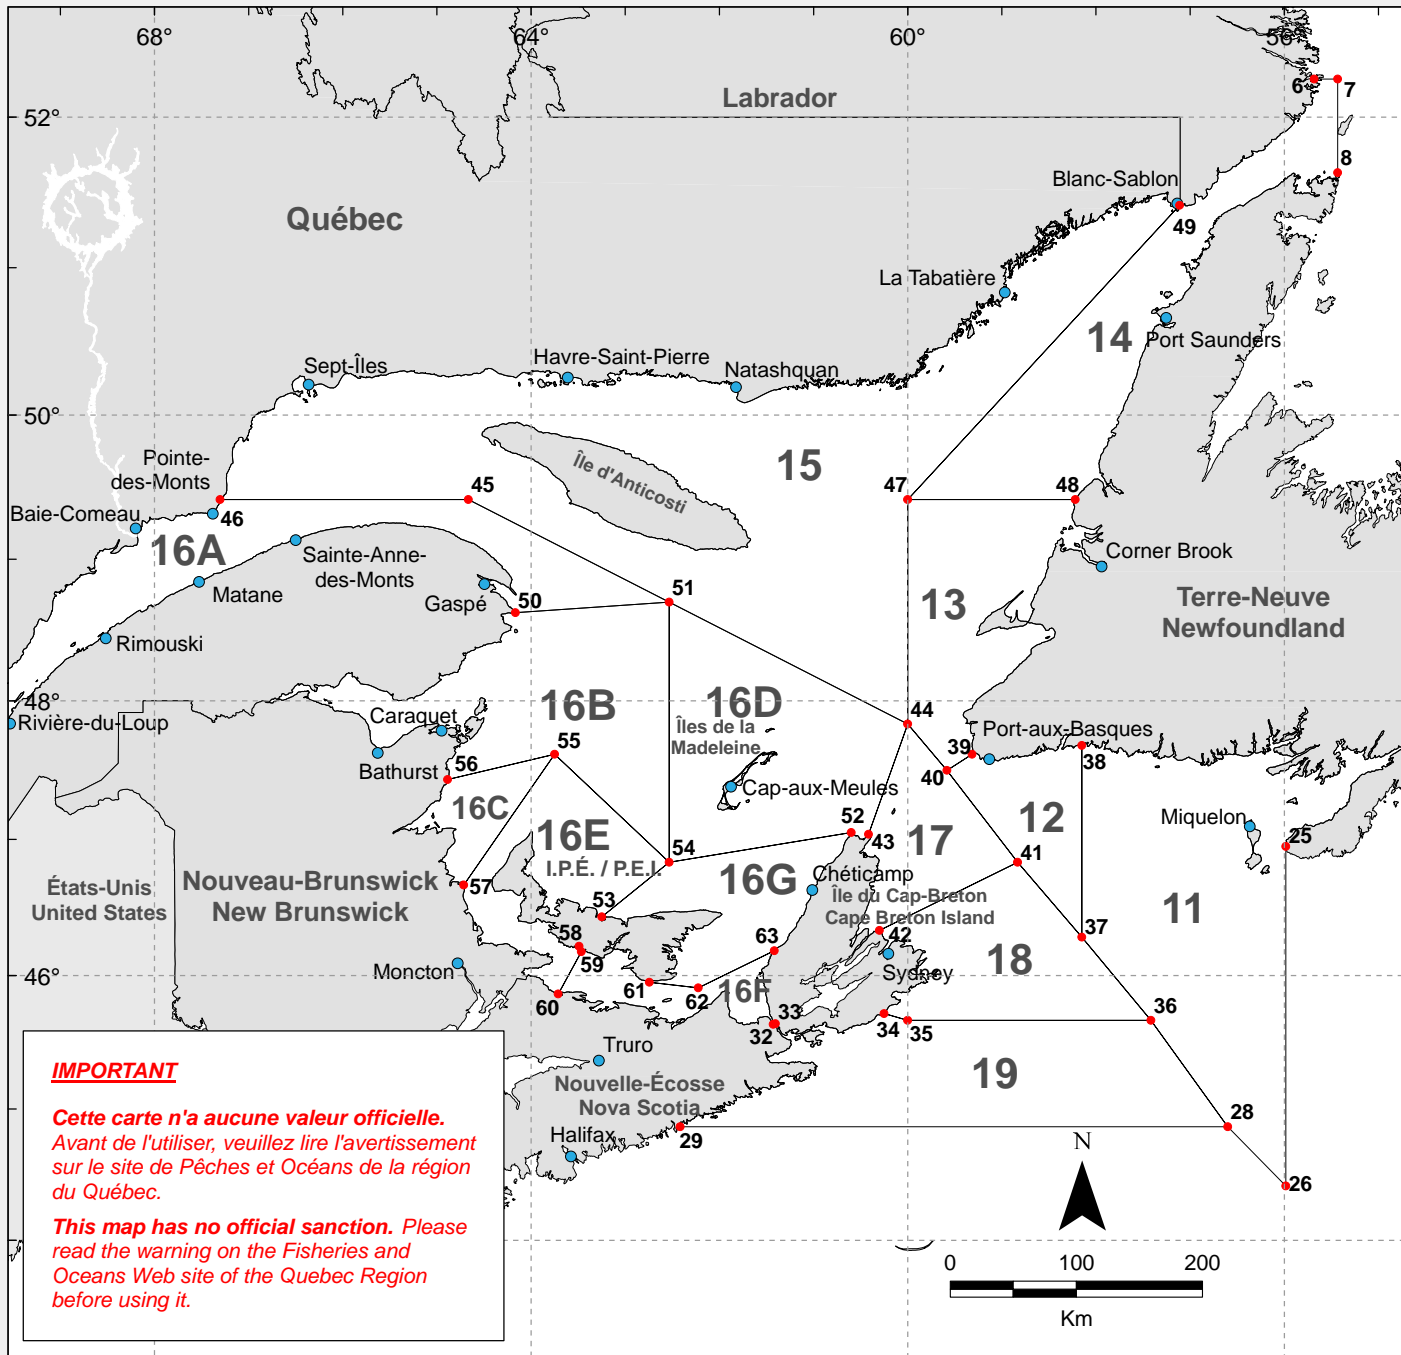 68°
64°
60°
56°
6
7
52°
Labrador
8
Blanc-Sablon
49
Québec
La Tabatière
14
Port Saunders
Sept-Îles
Havre-Saint-Pierre
Natashquan
50°
Pointe-
des-Monts
Île d'Anticosti
15
45
47
48
46
Baie-Comeau
16A
Sainte-Anne-
des-Monts
Corner Brook
Matane
Gaspé
50
51
13
Terre-Neuve
Newfoundland
Rimouski
48°
Rivière-du-Loup
Caraquet
16B
16D
Îles de la
Madeleine
44
Port-aux-Basques
39
38
40
55
56
Bathurst
16C
Cap-aux-Meules
12
Miquelon
52
43
17
25
16E
I.P.É. / P.E.I.
54
41
États-Unis
United States
Nouveau-Brunswick
New Brunswick
57
16G
Chéticamp
Île du Cap-Breton
Cape Breton Island
11
53
42
37
58
59
63
18
46°
Moncton
Sydney
60
61
62
16F
33
32
34
35
36
Truro
19
Nouvelle-Écosse
Nova Scotia
28
29
Halifax
N
26
IMPORTANT
Cette carte n'a aucune valeur officielle.
Avant de l'utiliser, veuillez lire l'avertissement
sur le site de Pêches et Océans de la région
du Québec.
This map has no official sanction. Please
read the warning on the Fisheries and
Oceans Web site of the Quebec Region
before using it.
0 100 200
Km